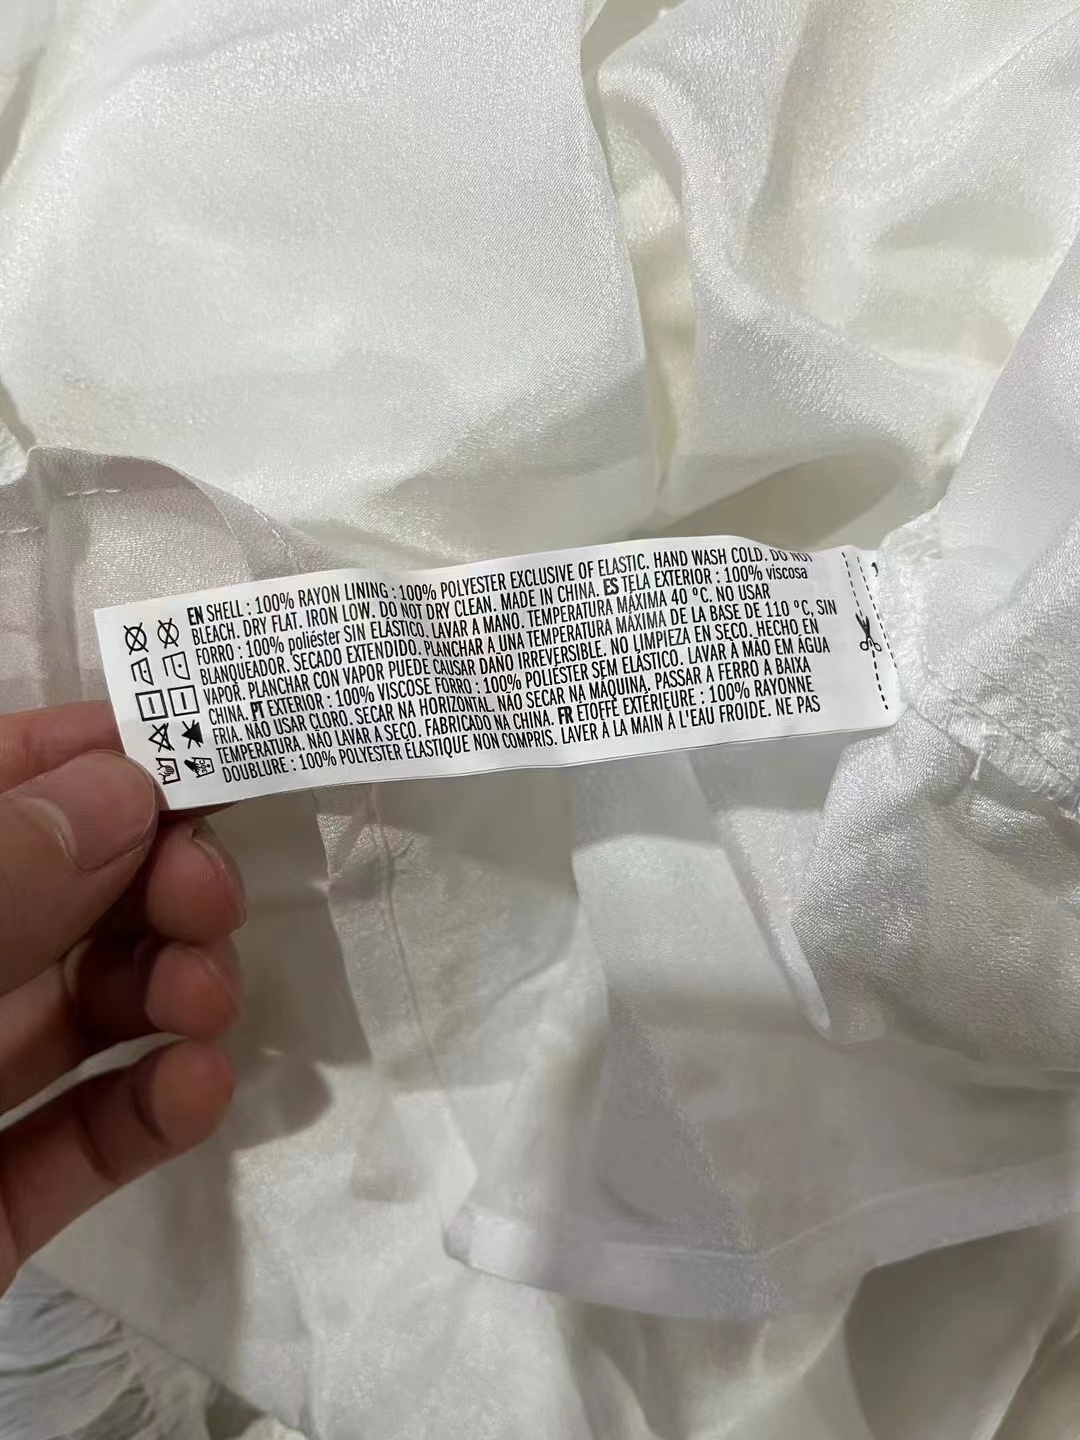 EN SHELL : 100% RAYON LINING : 100% POLYESTER EXCLUSIVE OF ELASTIC. HAND WASH COLD. DO NOT
BLEACH. DRY FLAT. IRON LOW. DO NOT DRY CLEAN. MADE IN CHINA. ES TELA EXTERIOR : 100% viscosa
FORRO : 100% poliéster SIN ELÁSTICO. LAVAR A MANO. TEMPERATURA MÁXIMA 40 ºC. NO USAR
BLANQUEADOR. SECADO EXTENDIDO. PLANCHAR A UNA TEMPERATURA MÁXIMA DE LA BASE DE 110 ºC, SIN
VAPOR. PLANCHAR CON VAPOR PUEDE CAUSAR DAÑO IRREVERSIBLE. NO LIMPIEZA EN SECO. HECHO EN
CHINA. PT EXTERIOR : 100% VISCOSE FORRO : 100% POLIÉSTER SEM ELÁSTICO. LAVAR À MÃO EM ÁGUA
FRIA. NÃO USAR CLORO. SECAR NA HORIZONTAL. NÃO SECAR NA MÁQUINA. PASSAR A FERRO A BAIXA
TEMPERATURA. NÃO LAVAR A SECO. FABRICADO NA CHINA. FR ETOFFE EXTÉRIEURE : 100% RAYONNE
DOUBLURE : 100% POLYESTER ÉLASTIQUE NON COMPRIS. LAVER À LA MAIN À L'EAU FROIDE. NE PAS